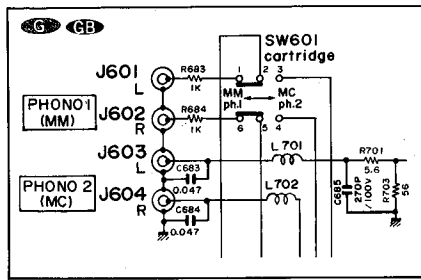 G GB
SW601
cartridge
J601
L
R683
1K
1 2 3
PHONO 1
(MM)
J602
R
R684
1K
MM
ph.1
MC
ph.2
6 5 4
J603
L
C683
0.047
L701
R701
5.6
PHONO 2
(MC)
J604
R
C684
0.047
L702
C685
270P
/100V
R703
56